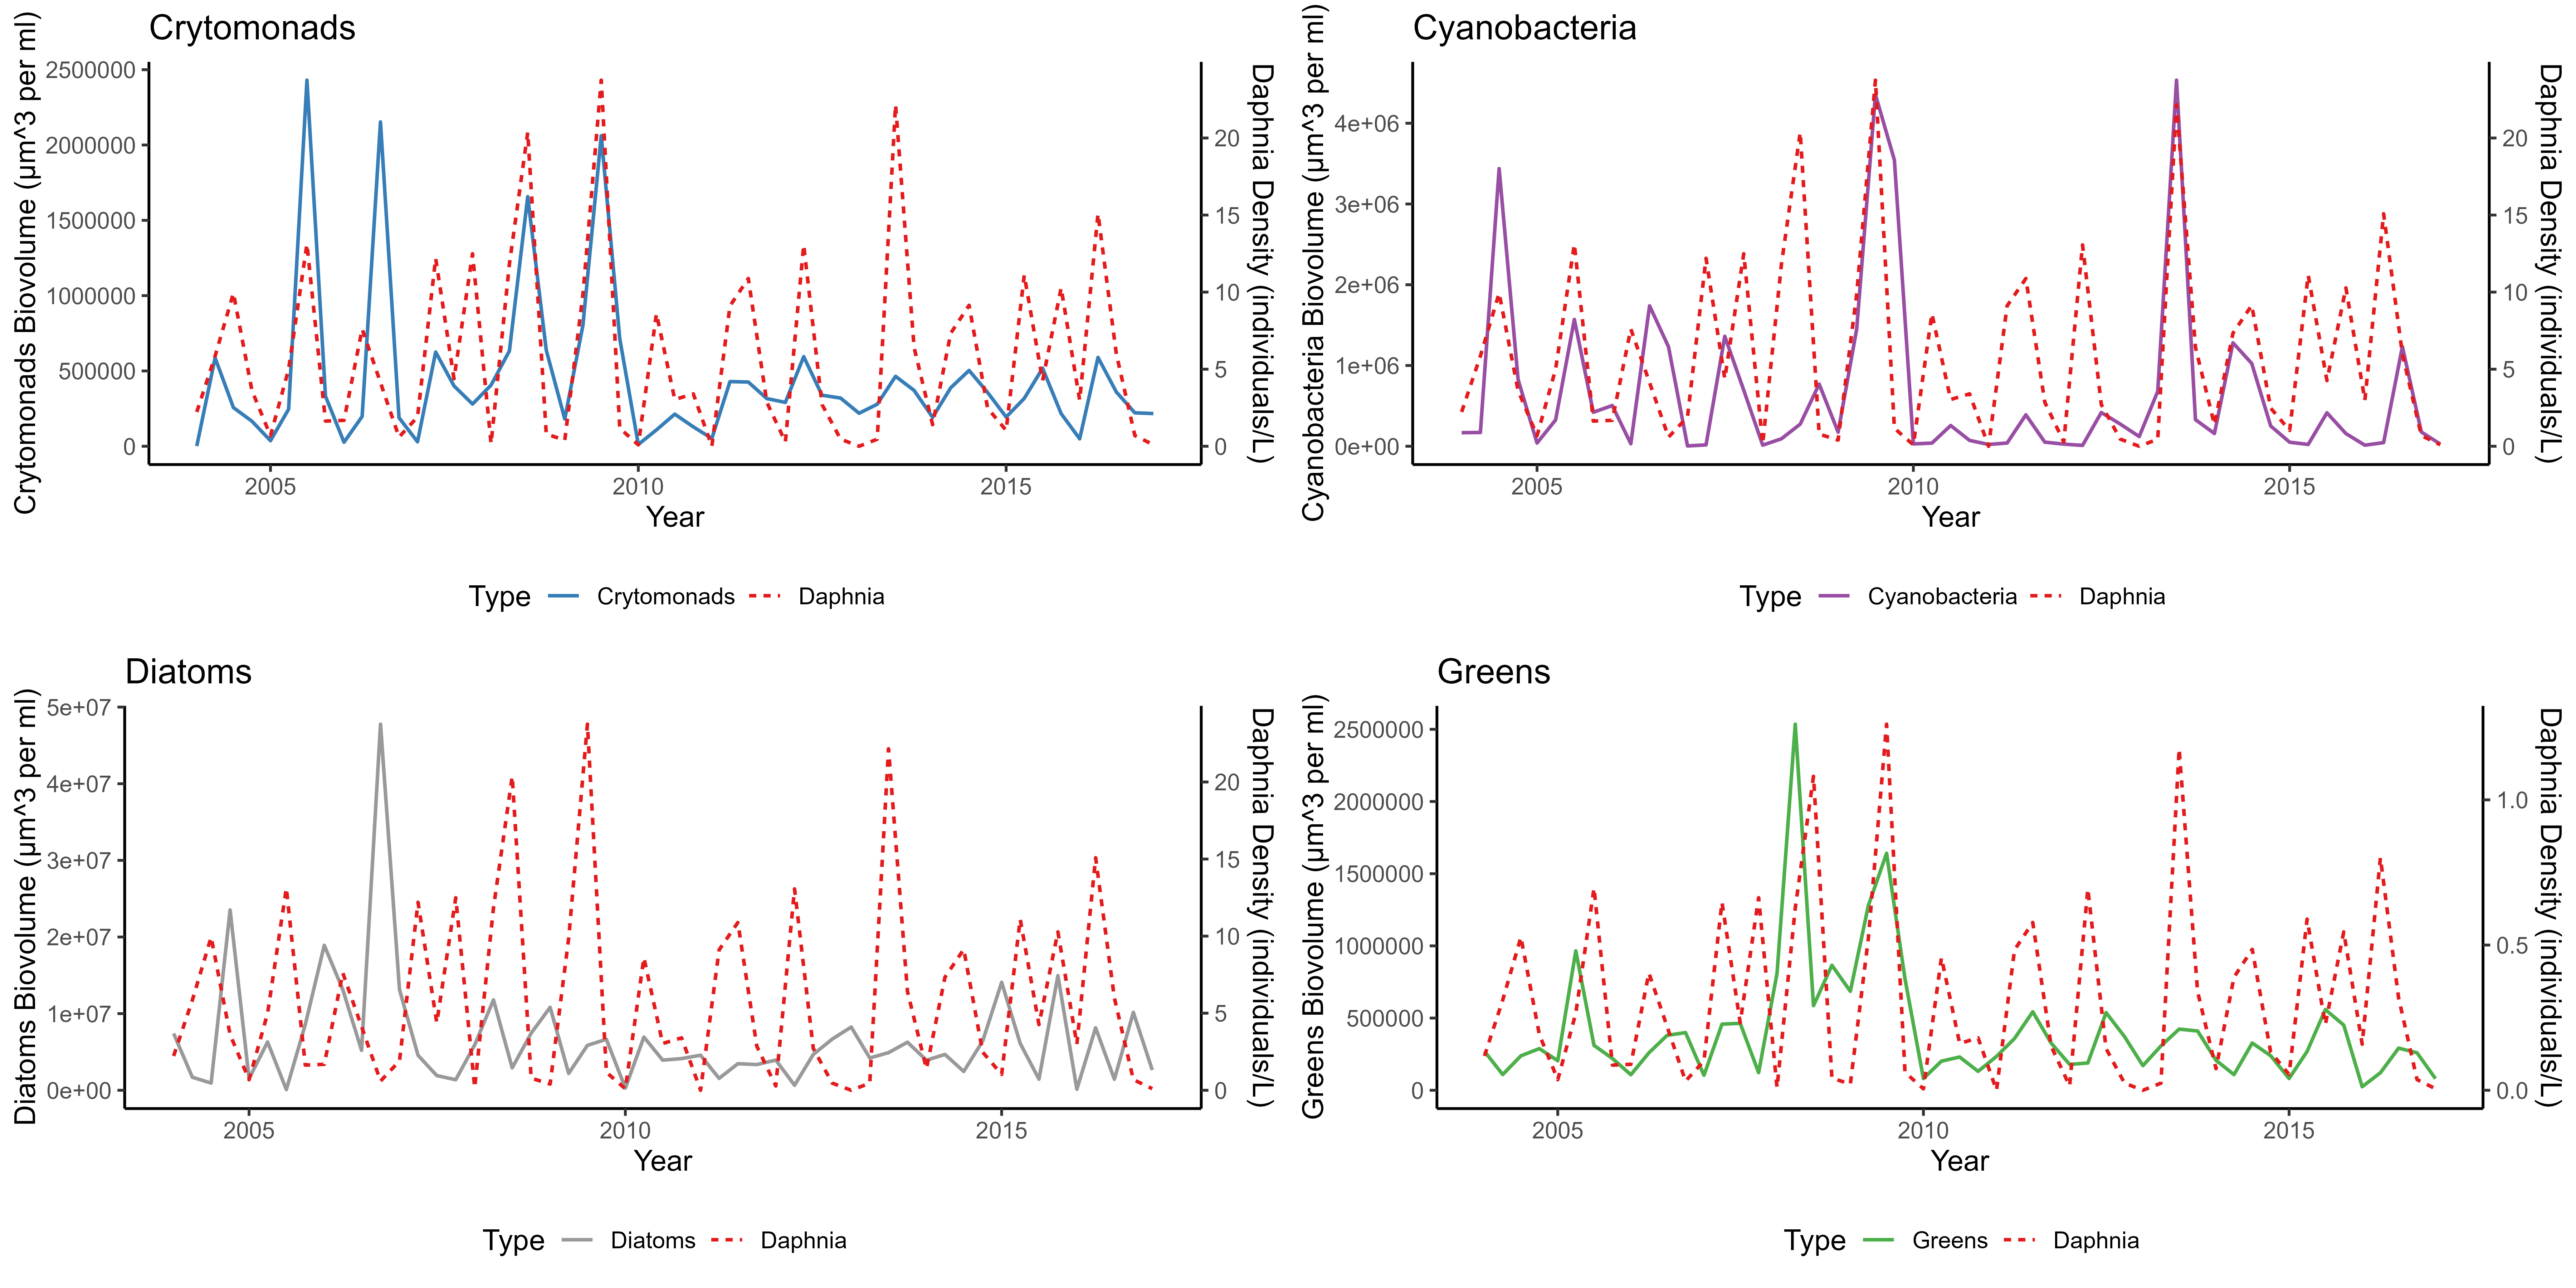 Crytomonads
Crytomonads Biovolume (µm^3 per ml)
2500000
2000000
1500000
1000000
500000
0
20
15
10
5
0
Daphnia Density (individuals/L)
2005 2010 2015
Year
Type Crytomonads Daphnia
Cyanobacteria
Cyanobacteria Biovolume (µm^3 per ml)
4e+06
3e+06
2e+06
1e+06
0e+00
20
15
10
5
0
Daphnia Density (individuals/L)
2005 2010 2015
Year
Type Cyanobacteria Daphnia
Diatoms
Diatoms Biovolume (µm^3 per ml)
5e+07
4e+07
3e+07
2e+07
1e+07
0e+00
20
15
10
5
0
Daphnia Density (individuals/L)
2005 2010 2015
Year
Type Diatoms Daphnia
Greens
Greens Biovolume (µm^3 per ml)
2500000
2000000
1500000
1000000
500000
0
1.0
0.5
0.0
Daphnia Density (individuals/L)
2005 2010 2015
Year
Type Greens Daphnia